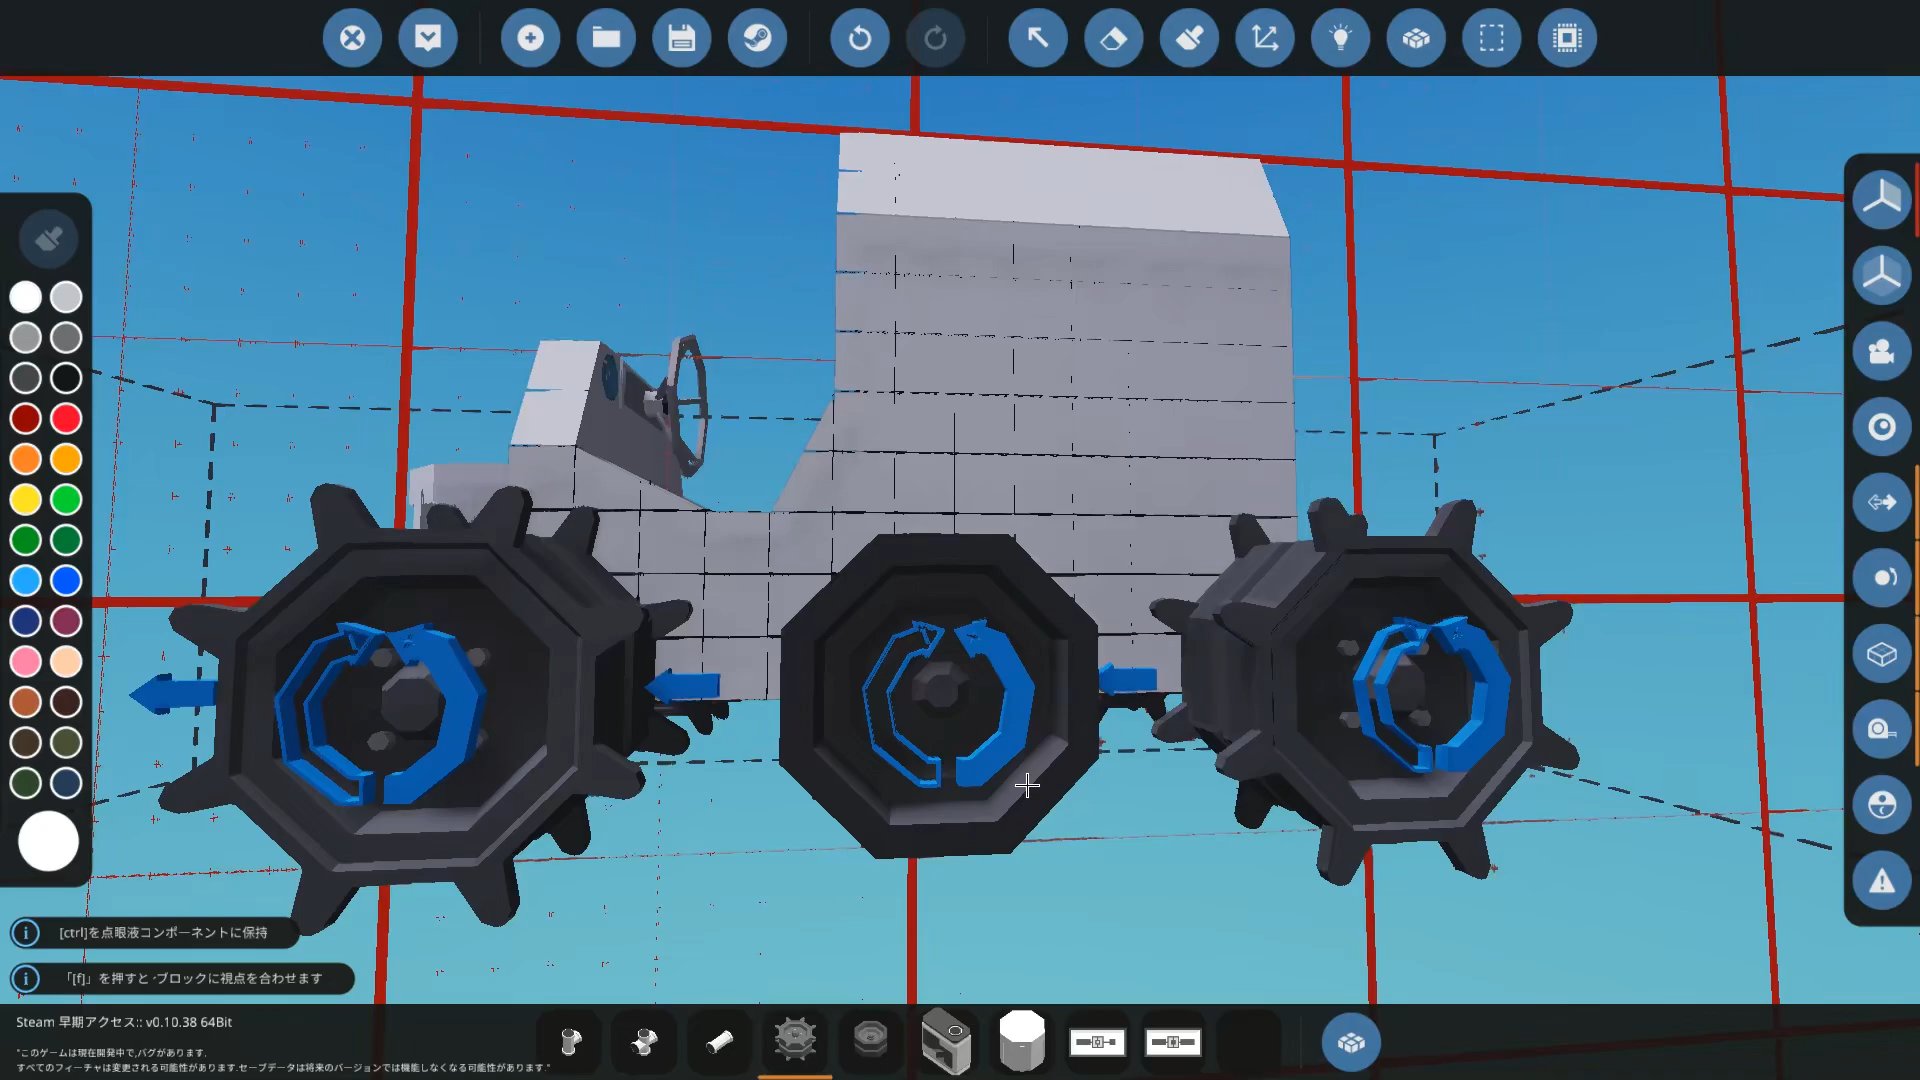 [ctrl]を点眼液コンポーネントに保持
「[f]」を押すと ·ブロックに視点を合わせます
Steam 早期アクセス:: v0.10.38 64Bit
"このゲームは現在開発中で,バグがあります.
すべてのフィーチャは変更される可能性があります.セーブデータは将来のバージョンでは機能しなくなる可能性があります."